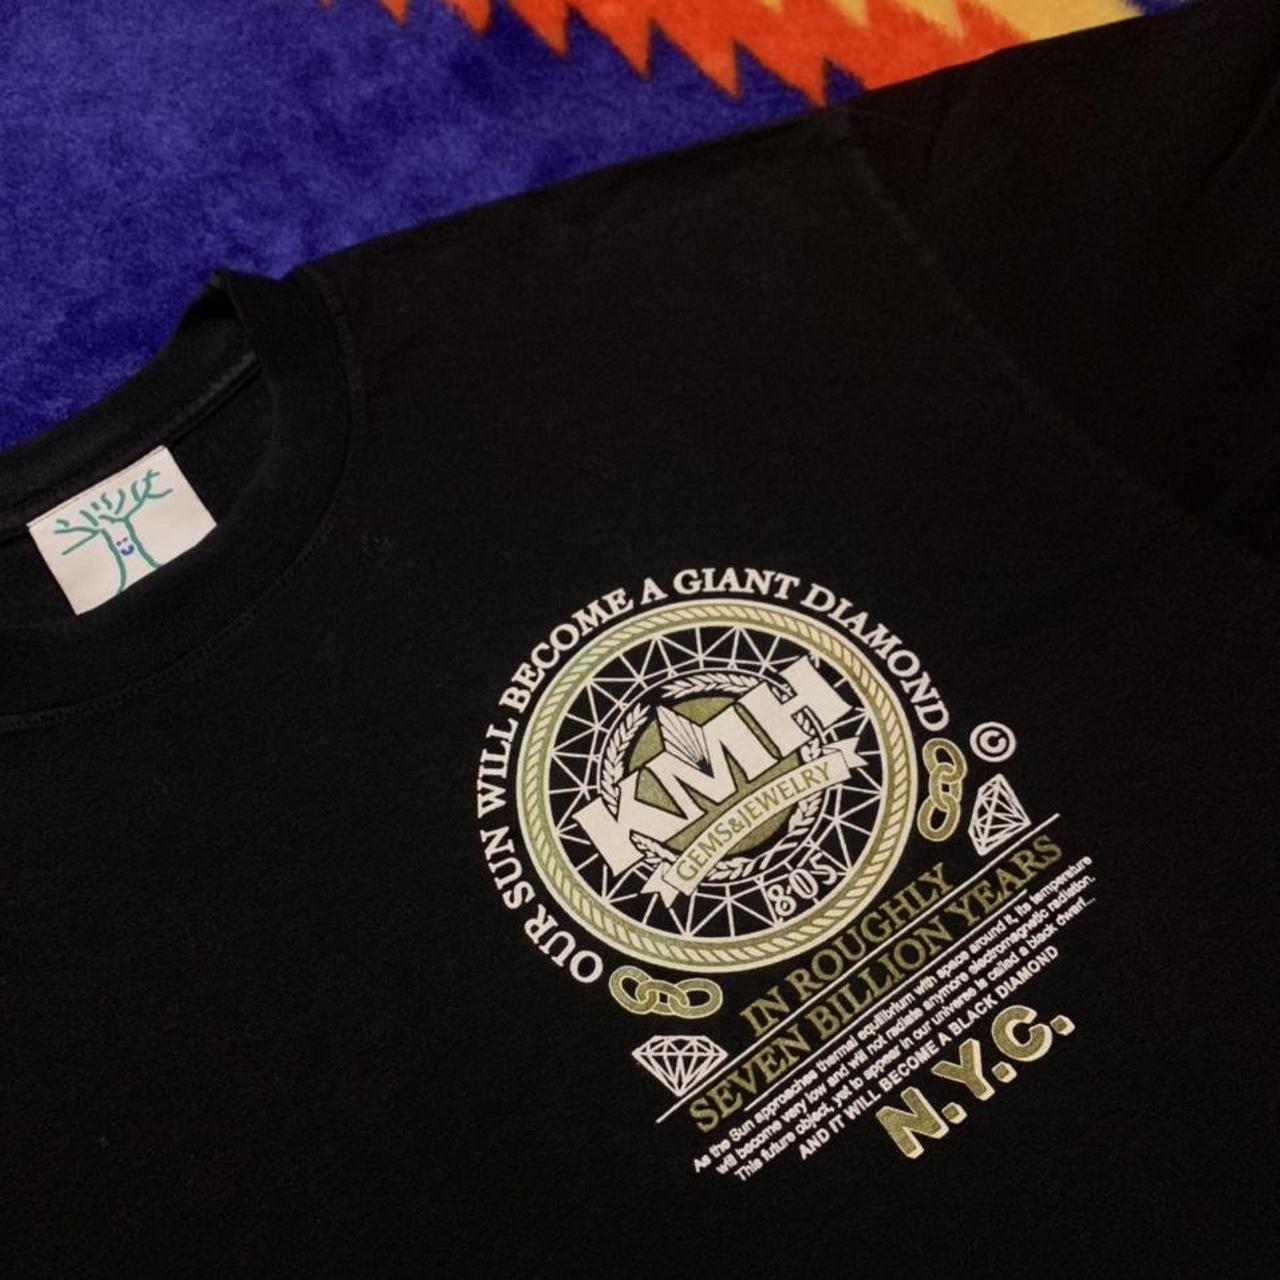 OUR SUN WILL BECOME A GIANT DIAMOND
©
KMH
GEMS&JEWELRY
805
IN ROUGHLY
SEVEN BILLION YEARS
As the Sun approaches thermal equilibrium with space around it, its temperature
will become very low and will not radiate anymore electromagnetic radiation.
This future object, yet to appear in our universe is called a black dwarf...
AND IT WILL BECOME A BLACK DIAMOND
N.Y.C.